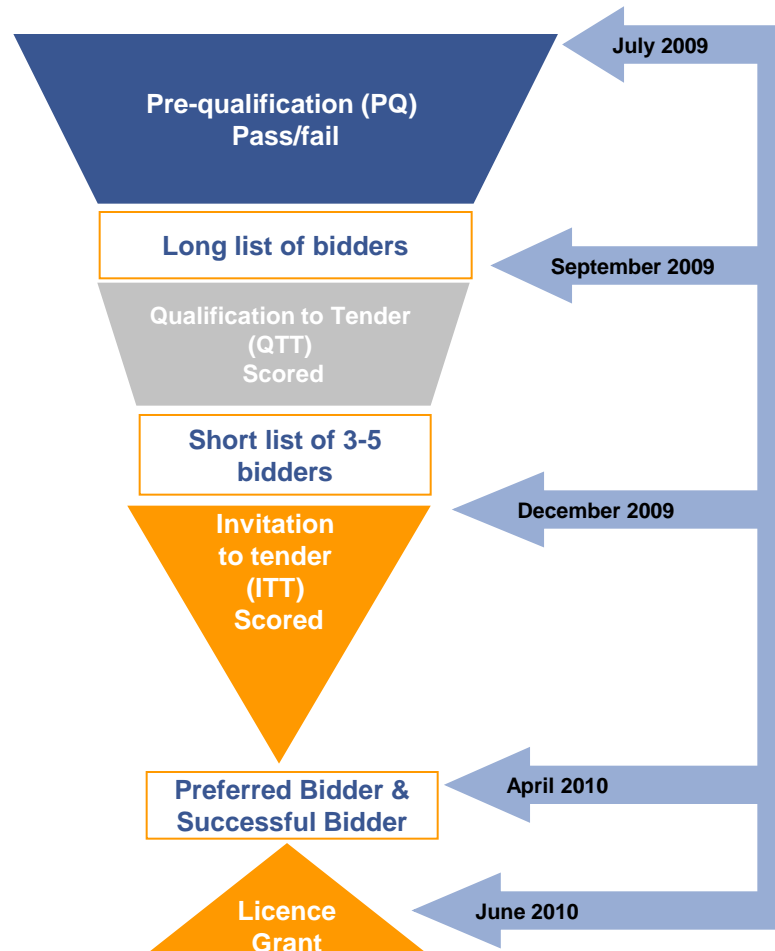 July 2009
Pre-qualification (PQ)
Pass/fail
Long list of bidders
September 2009
Qualification to Tender
(QTT)
Scored
Short list of 3-5
bidders
December 2009
Invitation
to tender
(ITT)
Scored
Preferred Bidder &
Successful Bidder
April 2010
Licence
Grant
June 2010